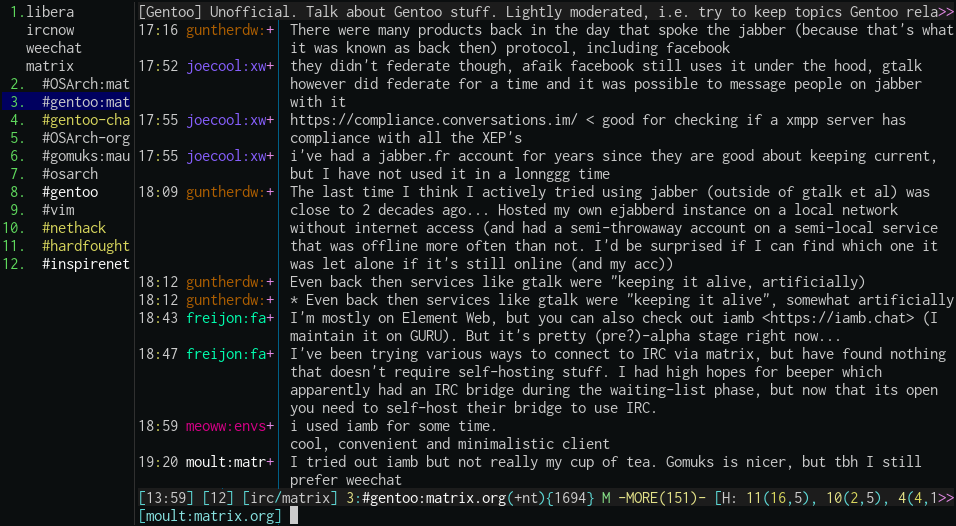 1.libera
ircnow
weechat
matrix
2. #OSArch:mat
3. #gentoo:mat
4. #gentoo-cha
5. #OSArch-org
6. #gomuks:mau
7. #osarch
8. #gentoo
9. #vim
10. #nethack
11. #hardfought
12. #inspirenet
[Gentoo] Unofficial. Talk about Gentoo stuff. Lightly moderated, i.e. try to keep topics Gentoo rela>>
17:16 guntherdw:+ There were many products back in the day that spoke the jabber (because that's what
it was known as back then) protocol, including facebook
17:52 joecool:xw+ they didn't federate though, afaik facebook still uses it under the hood, gtalk
however did federate for a time and it was possible to message people on jabber
with it
17:55 joecool:xw+ https://compliance.conversations.im/ < good for checking if a xmpp server has
compliance with all the XEP's
17:55 joecool:xw+ i've had a jabber.fr account for years since they are good about keeping current,
but I have not used it in a lonnggg time
18:09 guntherdw:+ The last time I think I actively tried using jabber (outside of gtalk et al) was
close to 2 decades ago... Hosted my own ejabberd instance on a local network
without internet access (and had a semi-throwaway account on a semi-local service
that was offline more often than not. I'd be surprised if I can find which one it
was let alone if it's still online (and my acc))
18:12 guntherdw:+ Even back then services like gtalk were "keeping it alive, artificially)
18:12 guntherdw:+ * Even back then services like gtalk were "keeping it alive", somewhat artificially
18:43 freijon:fa+ I'm mostly on Element Web, but you can also check out iamb <https://iamb.chat> (I
maintain it on GURU). But it's pretty (pre?)-alpha stage right now...
18:47 freijon:fa+ I've been trying various ways to connect to IRC via matrix, but have found nothing
that doesn't require self-hosting stuff. I had high hopes for beeper which
apparently had an IRC bridge during the waiting-list phase, but now that its open
you need to self-host their bridge to use IRC.
18:59 meoww:envs+ i used iamb for some time.
cool, convenient and minimalistic client
19:20 moult:matr+ I tried out iamb but not really my cup of tea. Gomuks is nicer, but tbh I still
prefer weechat
[13:59] [12] [irc/matrix] 3:#gentoo:matrix.org(+nt){1694} M -MORE(151)- [H: 11(16,5), 10(2,5), 4(4,1>>
[moult:matrix.org]